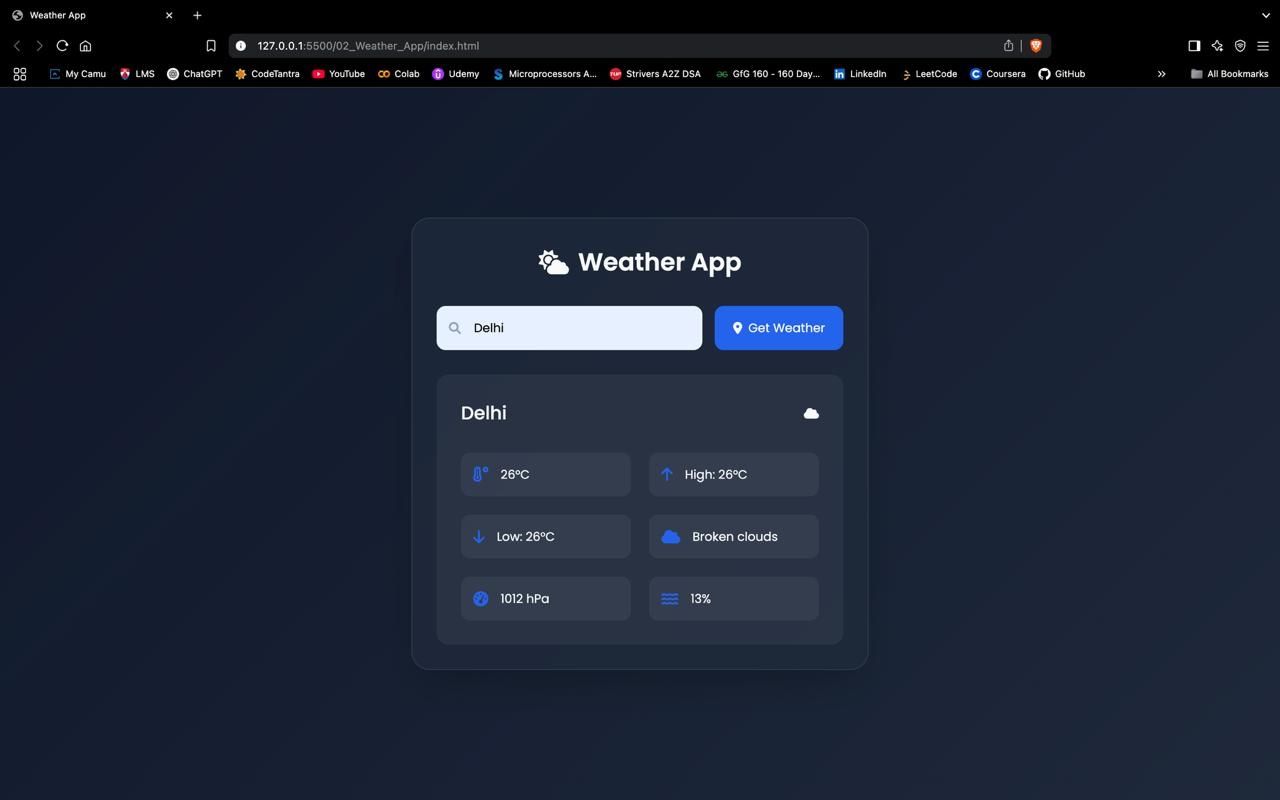 Weather App
127.0.0.1:5500/02_Weather_App/index.html
My Camu LMS ChatGPT CodeTantra YouTube Colab Udemy Microprocessors A... Strivers A2Z DSA GfG 160 - 160 Day... LinkedIn LeetCode Coursera GitHub All Bookmarks
Weather App
Delhi Get Weather
Delhi
26°C High: 26°C
Low: 26°C Broken clouds
1012 hPa 13%